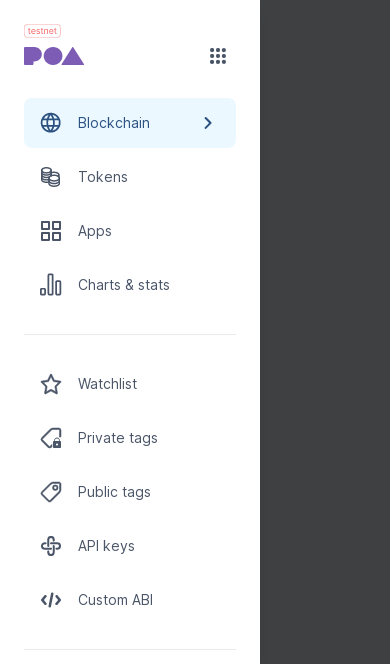 testnet
POA
Blockchain
Tokens
Apps
Charts & stats
Watchlist
Private tags
Public tags
API keys
Custom ABI